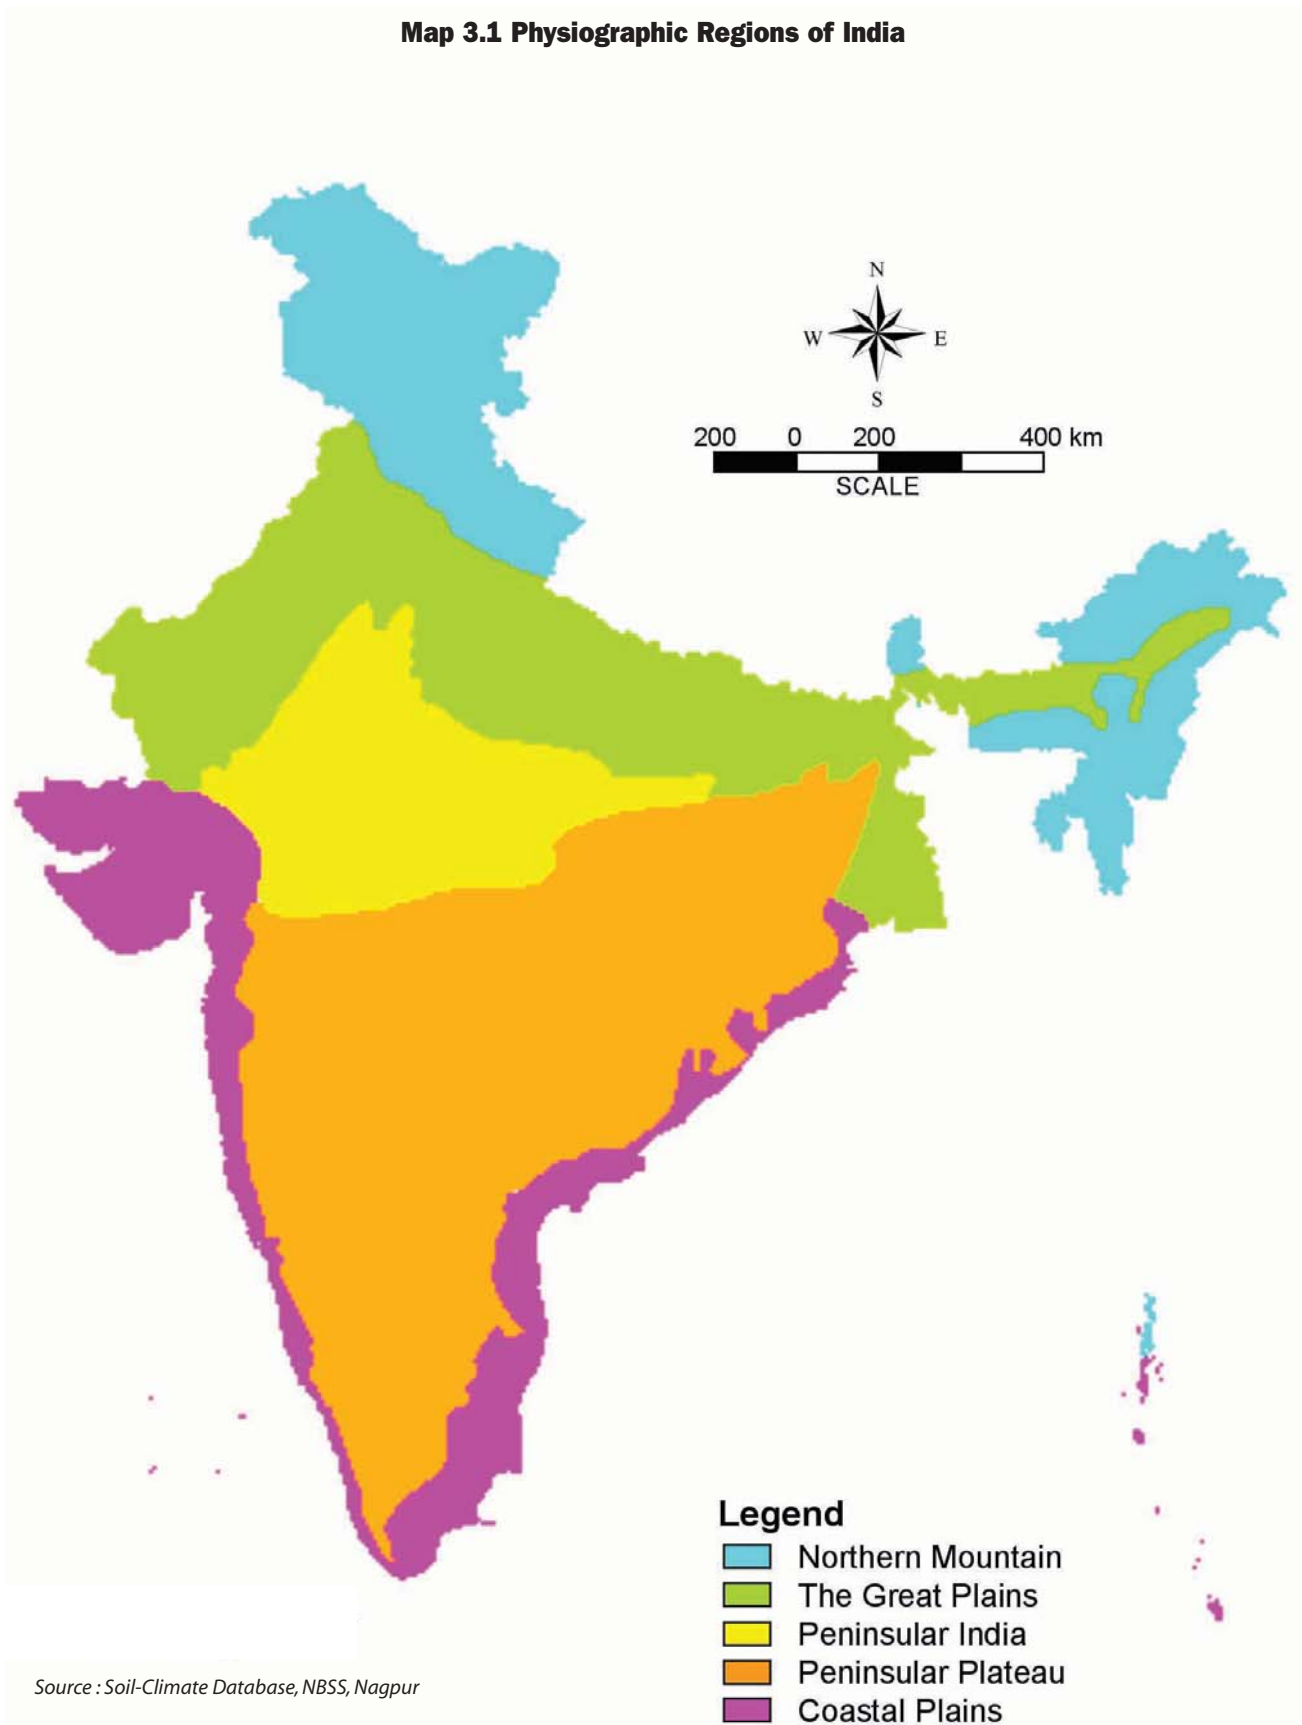 Map 3.1 Physiographic Regions of India
N
W E
S
200 0 200 400 km
SCALE
Legend
Northern Mountain
The Great Plains
Peninsular India
Peninsular Plateau
Coastal Plains
Source : Soil-Climate Database, NBSS, Nagpur